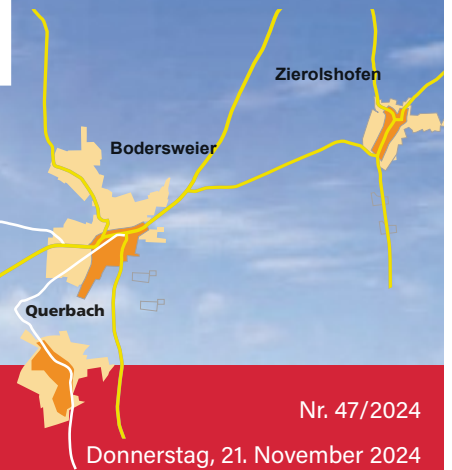 Zierolshofen
Bodersweier
Querbach
Nr. 47/2024
Donnerstag, 21. November 2024